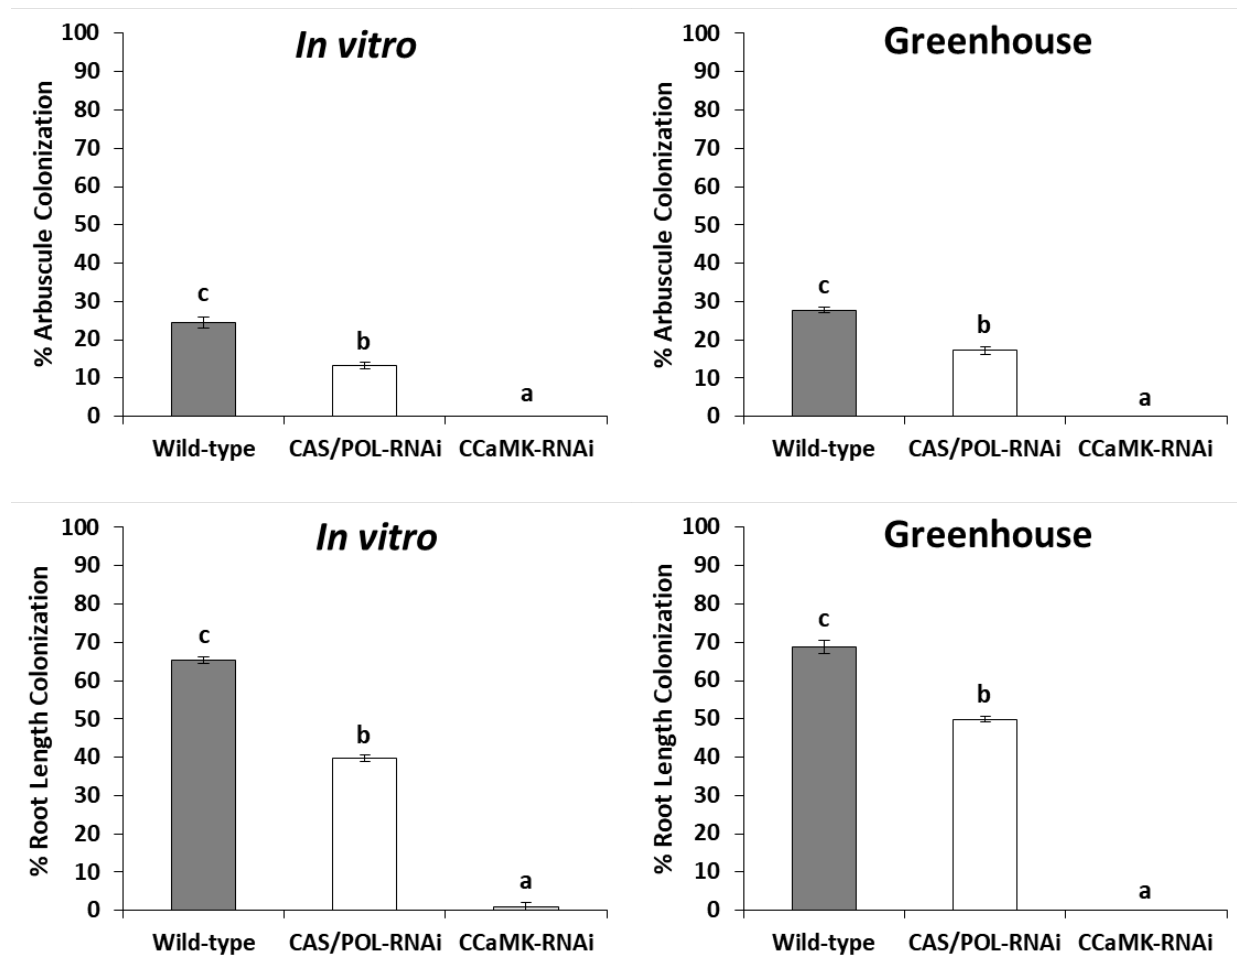 In vitro
% Arbuscule Colonization
100
90
80
70
60
50
40
30
20
10
0
c
b
a
Wild-type CAS/POL-RNAi CCaMK-RNAi
Greenhouse
% Arbuscule Colonization
100
90
80
70
60
50
40
30
20
10
0
c
b
a
Wild-type CAS/POL-RNAi CCaMK-RNAi
In vitro
% Root Length Colonization
100
90
80
70
60
50
40
30
20
10
0
c
b
a
Wild-type CAS/POL-RNAi CCaMK-RNAi
Greenhouse
% Root Length Colonization
100
90
80
70
60
50
40
30
20
10
0
c
b
a
Wild-type CAS/POL-RNAi CCaMK-RNAi